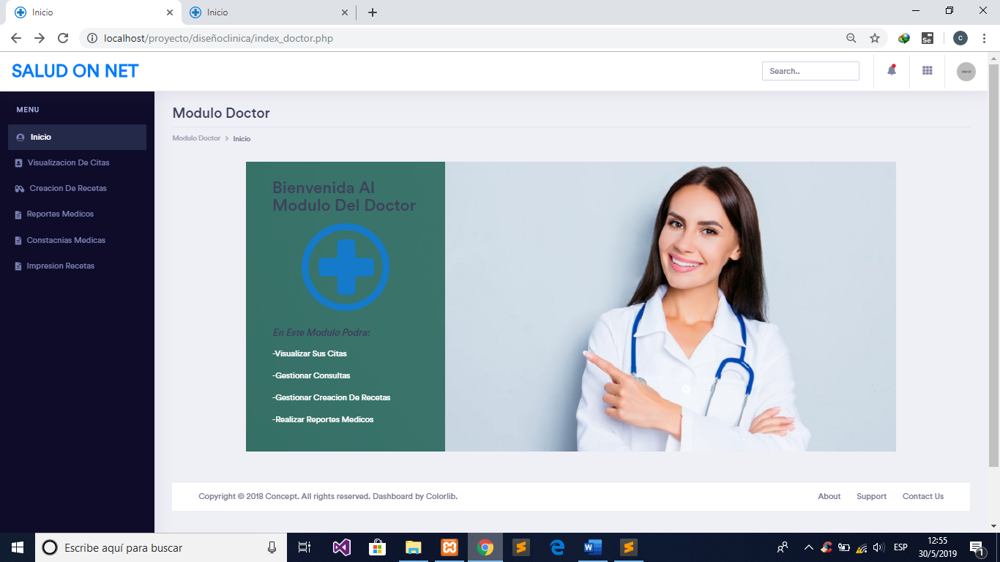 Inicio
Inicio
localhost/proyecto/diseñoclinica/index_doctor.php
Se
c
SALUD ON NET
Search..
MENU
Inicio
Visualizacion De Citas
Creacion De Recetas
Reportes Medicos
Constacnias Medicas
Impresion Recetas
Modulo Doctor
Modulo Doctor > Inicio
Bienvenida Al
Modulo Del Doctor
En Este Modulo Podra:
-Visualizar Sus Citas
-Gestionar Consultas
-Gestionar Creacion De Recetas
-Realizar Reportes Medicos
Copyright © 2018 Concept. All rights reserved. Dashboard by Colorlib.
About Support Contact Us
Escribe aquí para buscar
ESP
12:55
30/5/2019
1